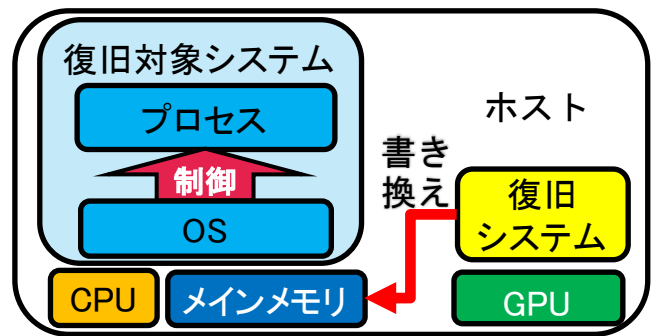 復旧対象システム
プロセス
制御
OS
CPU
メインメモリ
ホスト
書き
換え
復旧
システム
GPU